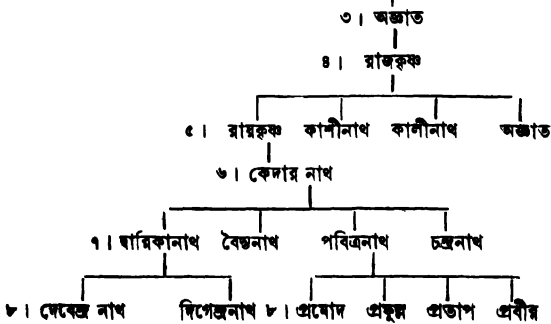 ৩। অজ্ঞাত
৪। রাজকৃষ্ণ
৫। রায়কৃষ্ণ কাশীনাথ কালীনাথ অজ্ঞাত
৬। কেদার নাথ
৭। দ্বারিকানাথ বৈদ্যনাথ পবিত্রনাথ চন্দ্রনাথ
৮। দেবেন্দ্র নাথ দিগেন্দ্রনাথ ৮। প্রমোদ প্রফুল্ল প্রতাপ প্রবীর